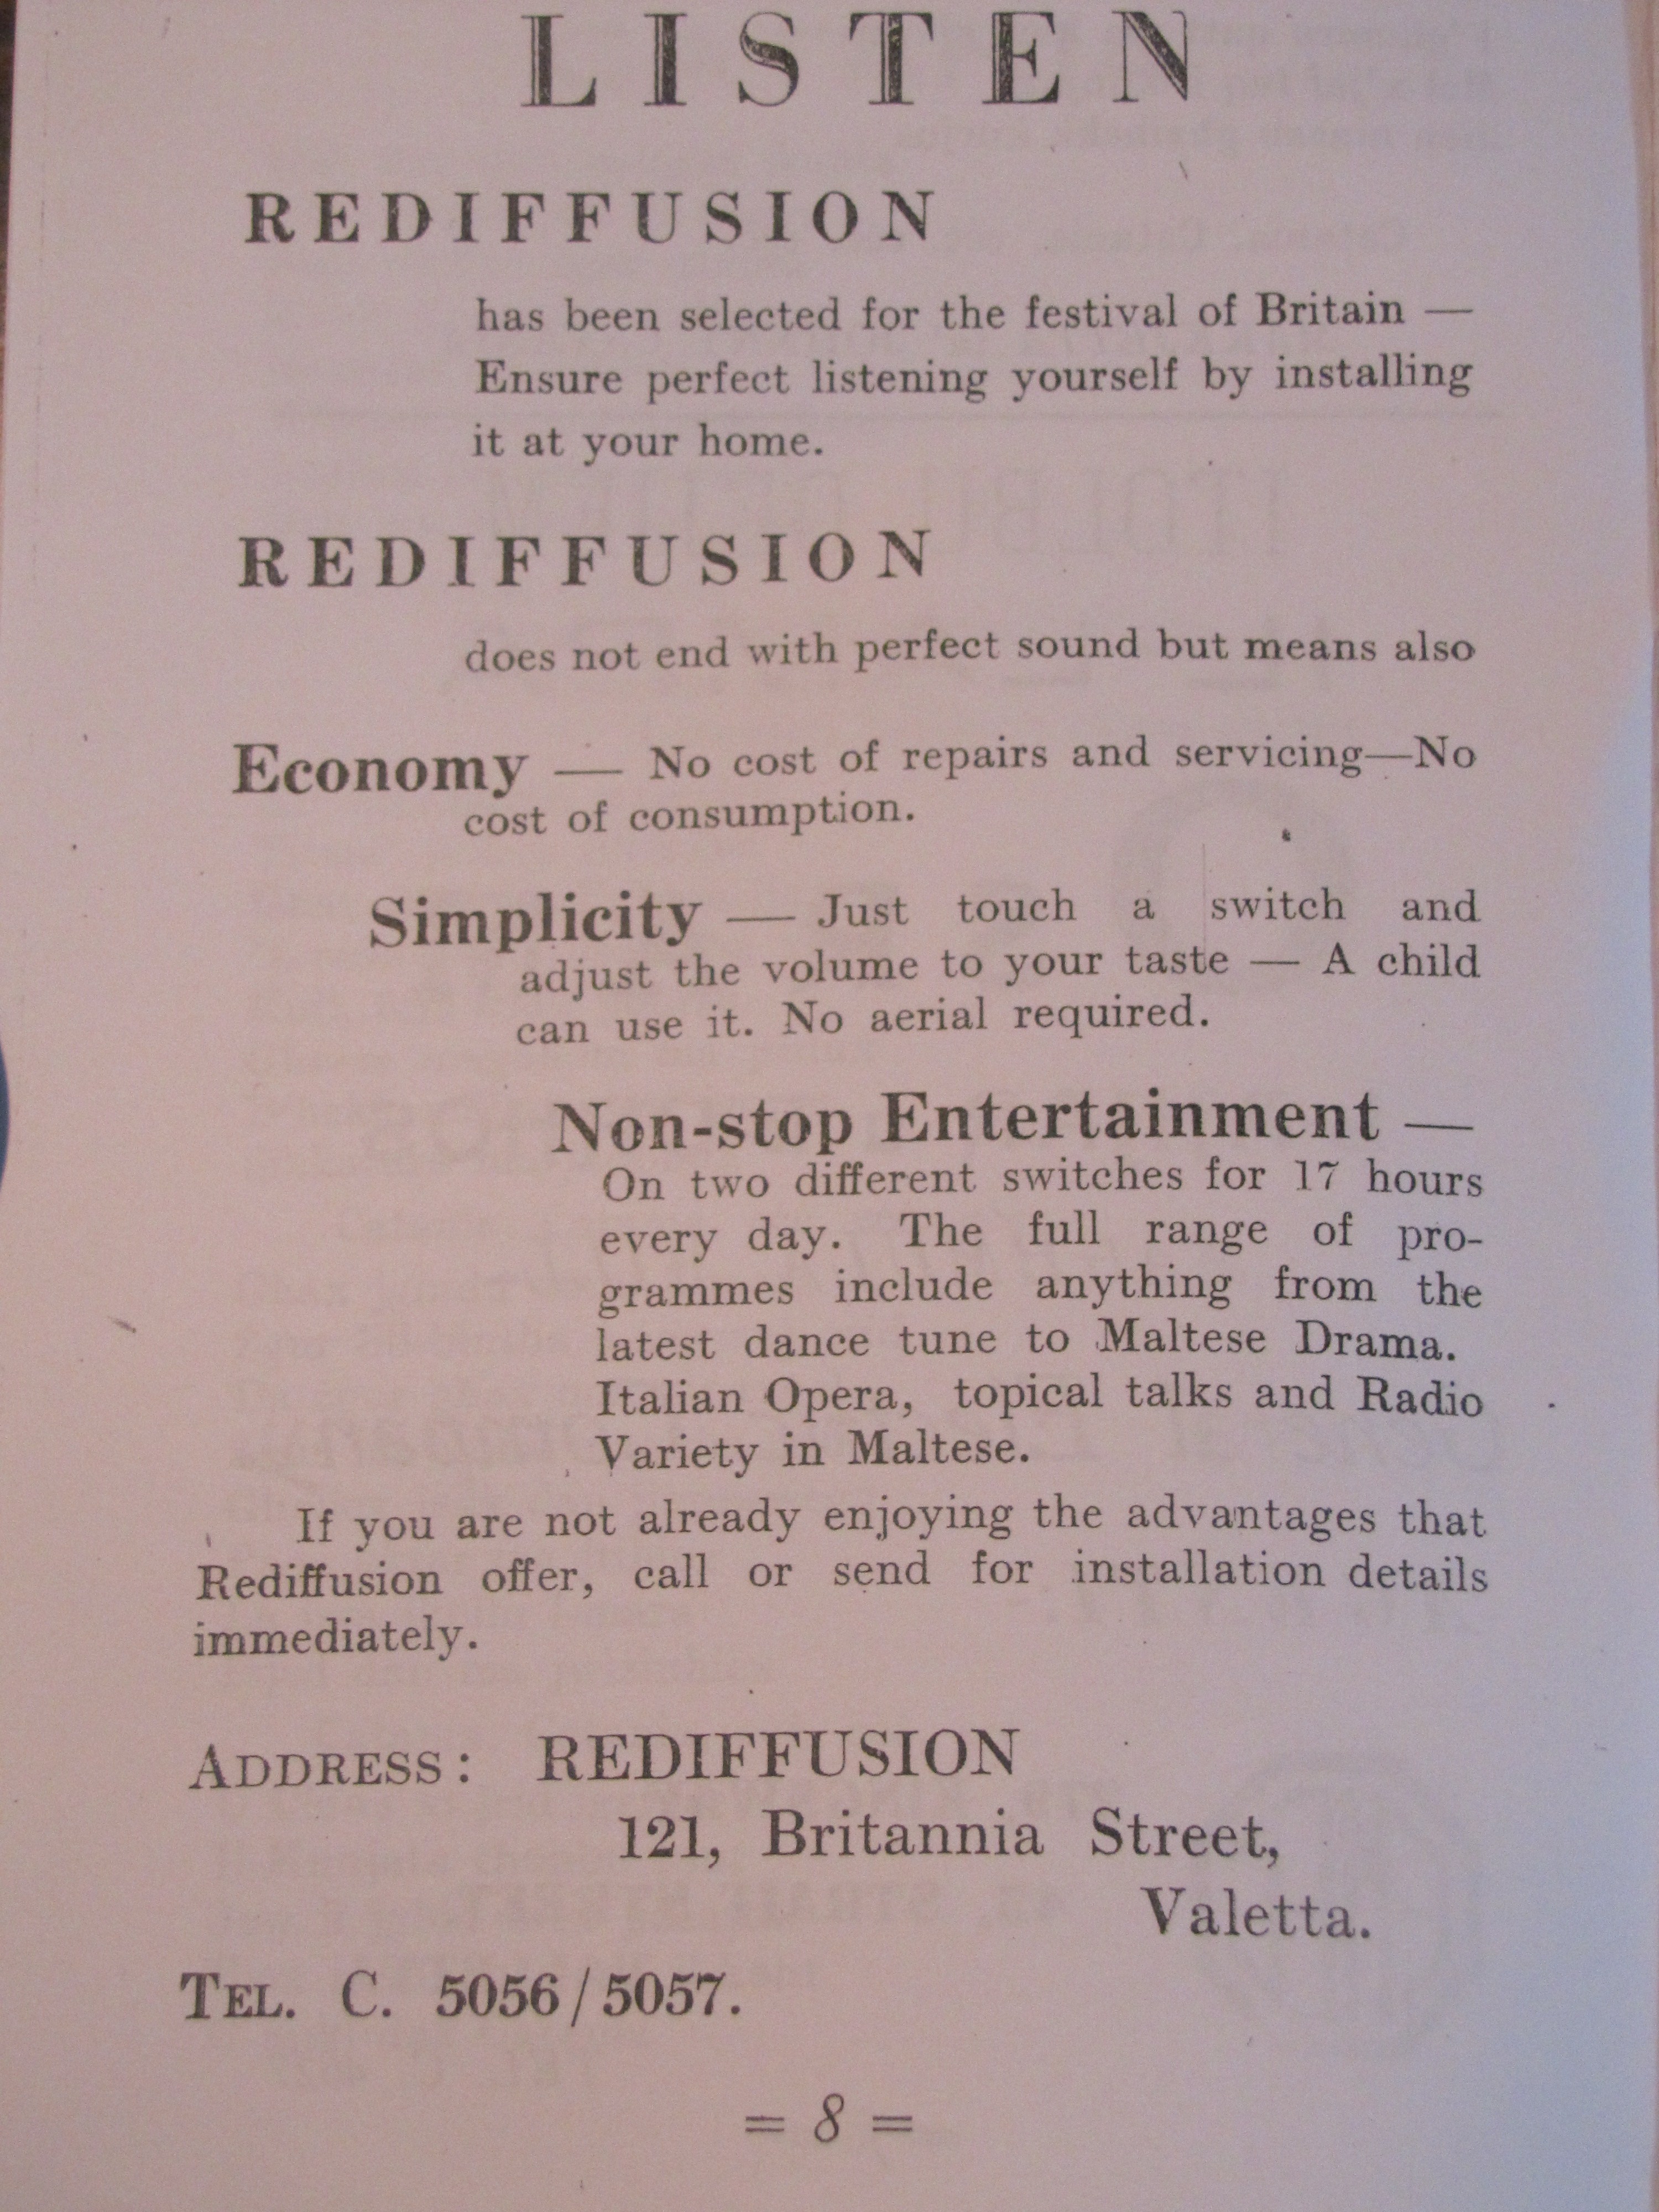 LISTEN
REDIFFUSION
has been selected for the festival of Britain —
Ensure perfect listening yourself by installing
it at your home.
REDIFFUSION
does not end with perfect sound but means also
Economy — No cost of repairs and servicing—No
cost of consumption.
Simplicity — Just touch a switch and
adjust the volume to your taste — A child
can use it. No aerial required.
Non-stop Entertainment —
On two different switches for 17 hours
every day. The full range of pro-
grammes include anything from the
latest dance tune to Maltese Drama.
Italian Opera, topical talks and Radio
Variety in Maltese.
If you are not already enjoying the advantages that
Rediffusion offer, call or send for installation details
immediately.
ADDRESS: REDIFFUSION
121, Britannia Street,
Valetta.
TEL. C. 5056/5057.
= 8 =